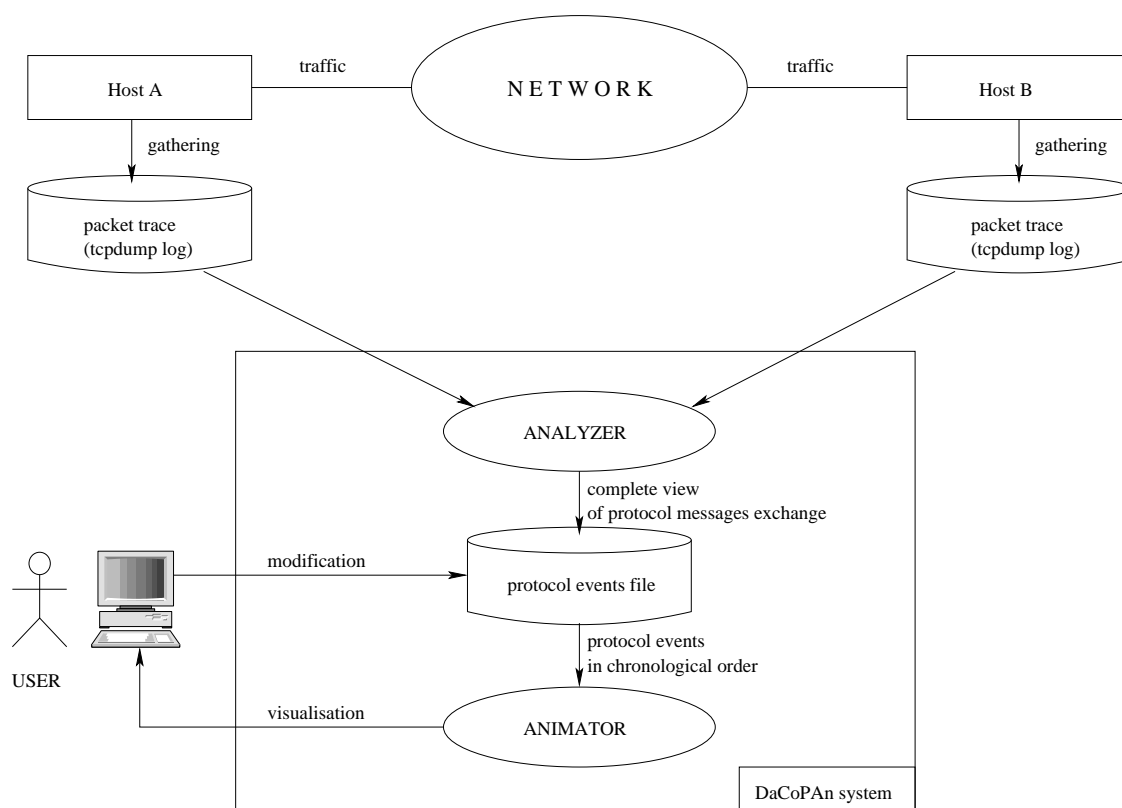 traffic
N E T W O R K
traffic
Host A
Host B
gathering
gathering
packet trace
(tcpdump log)
packet trace
(tcpdump log)
ANALYZER
complete view
of protocol messages exchange
modification
protocol events file
protocol events
in chronological order
USER
visualisation
ANIMATOR
DaCoPAn system